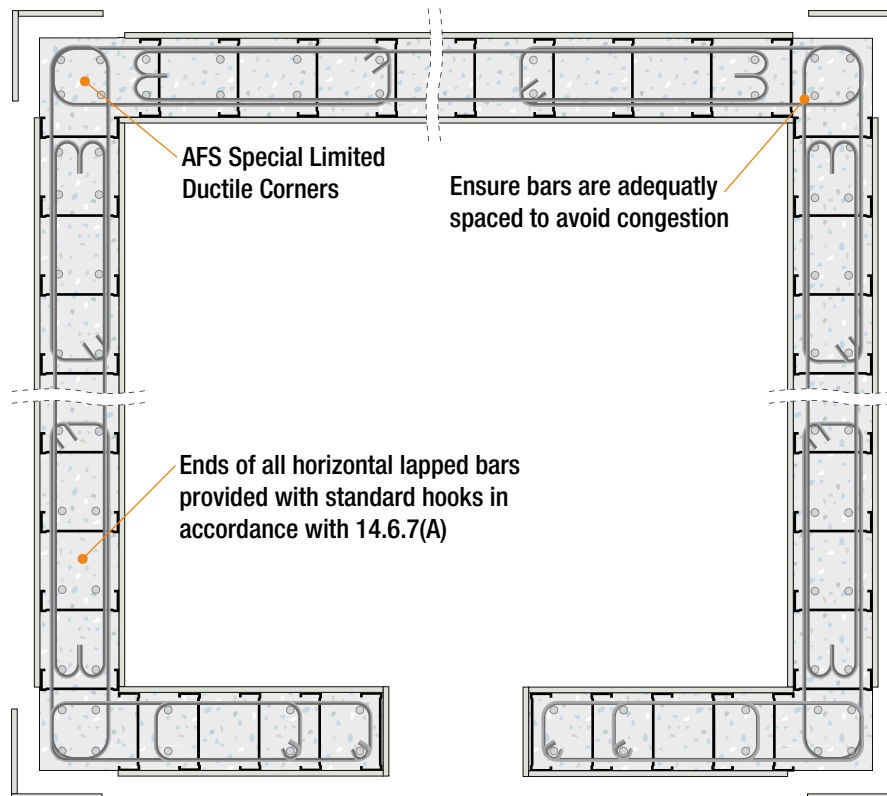 AFS Special Limited
Ductile Corners
Ensure bars are adequatly
spaced to avoid congestion
Ends of all horizontal lapped bars
provided with standard hooks in
accordance with 14.6.7(A)